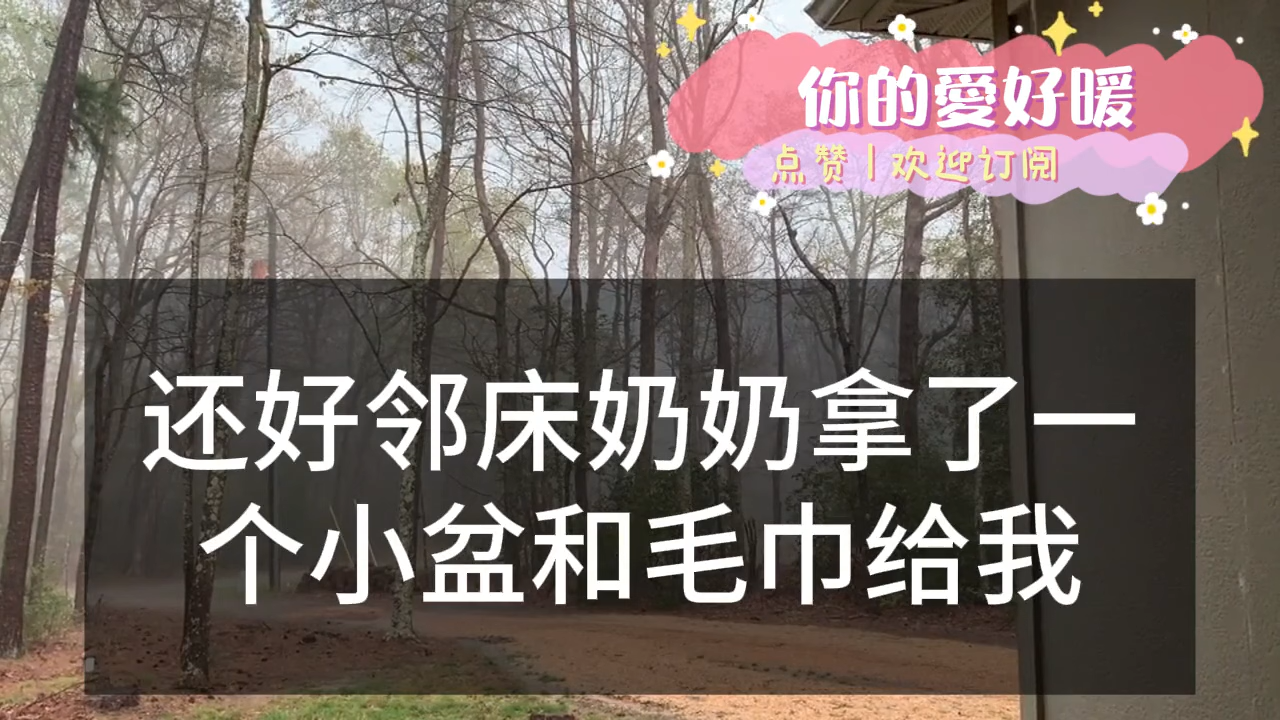 你的愛好暖
点赞 | 欢迎订阅
还好邻床奶奶拿了一
个小盆和毛巾给我